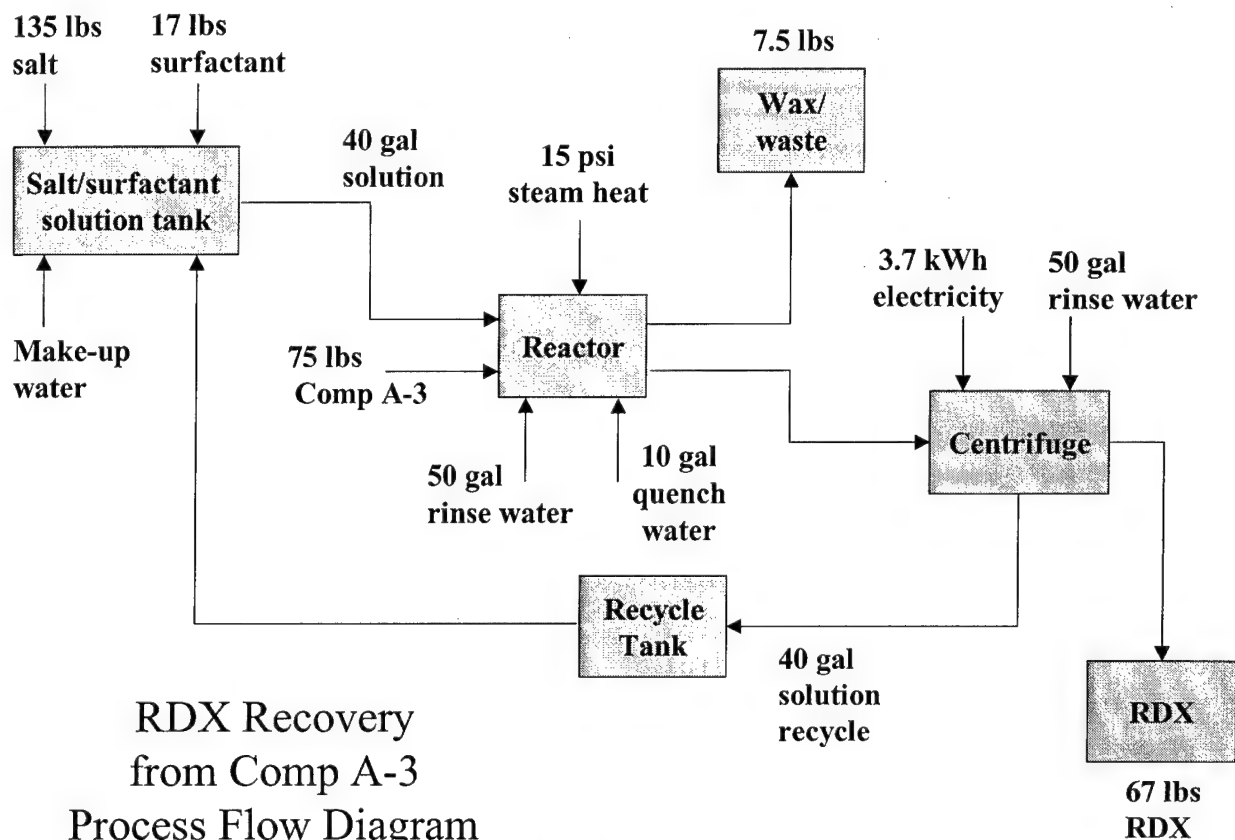 135 lbs
salt
17 lbs
surfactant
Salt/surfactant
solution tank
Make-up
water
40 gal
solution
75 lbs
Comp A-3
15 psi
steam heat
Reactor
50 gal
rinse water
10 gal
quench
water
7.5 lbs
Wax/
waste
3.7 kWh
electricity
50 gal
rinse water
Centrifuge
Recycle
Tank
40 gal
solution
recycle
RDX
67 lbs
RDX
RDX Recovery
from Comp A-3
Process Flow Diagram